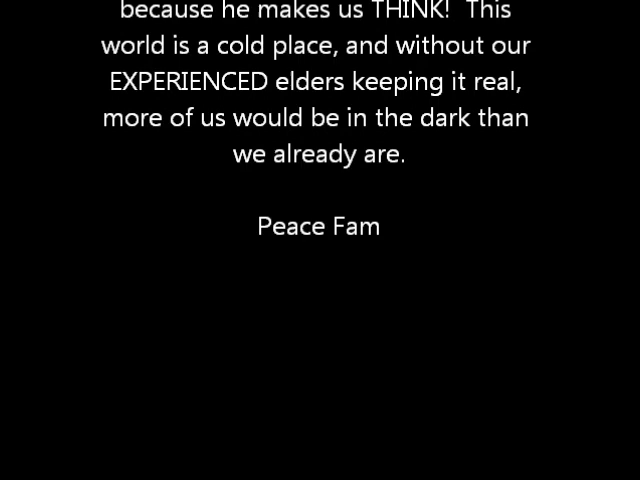 because he makes us THINK!  This
world is a cold place, and without our
EXPERIENCED elders keeping it real,
more of us would be in the dark than
we already are.
Peace Fam